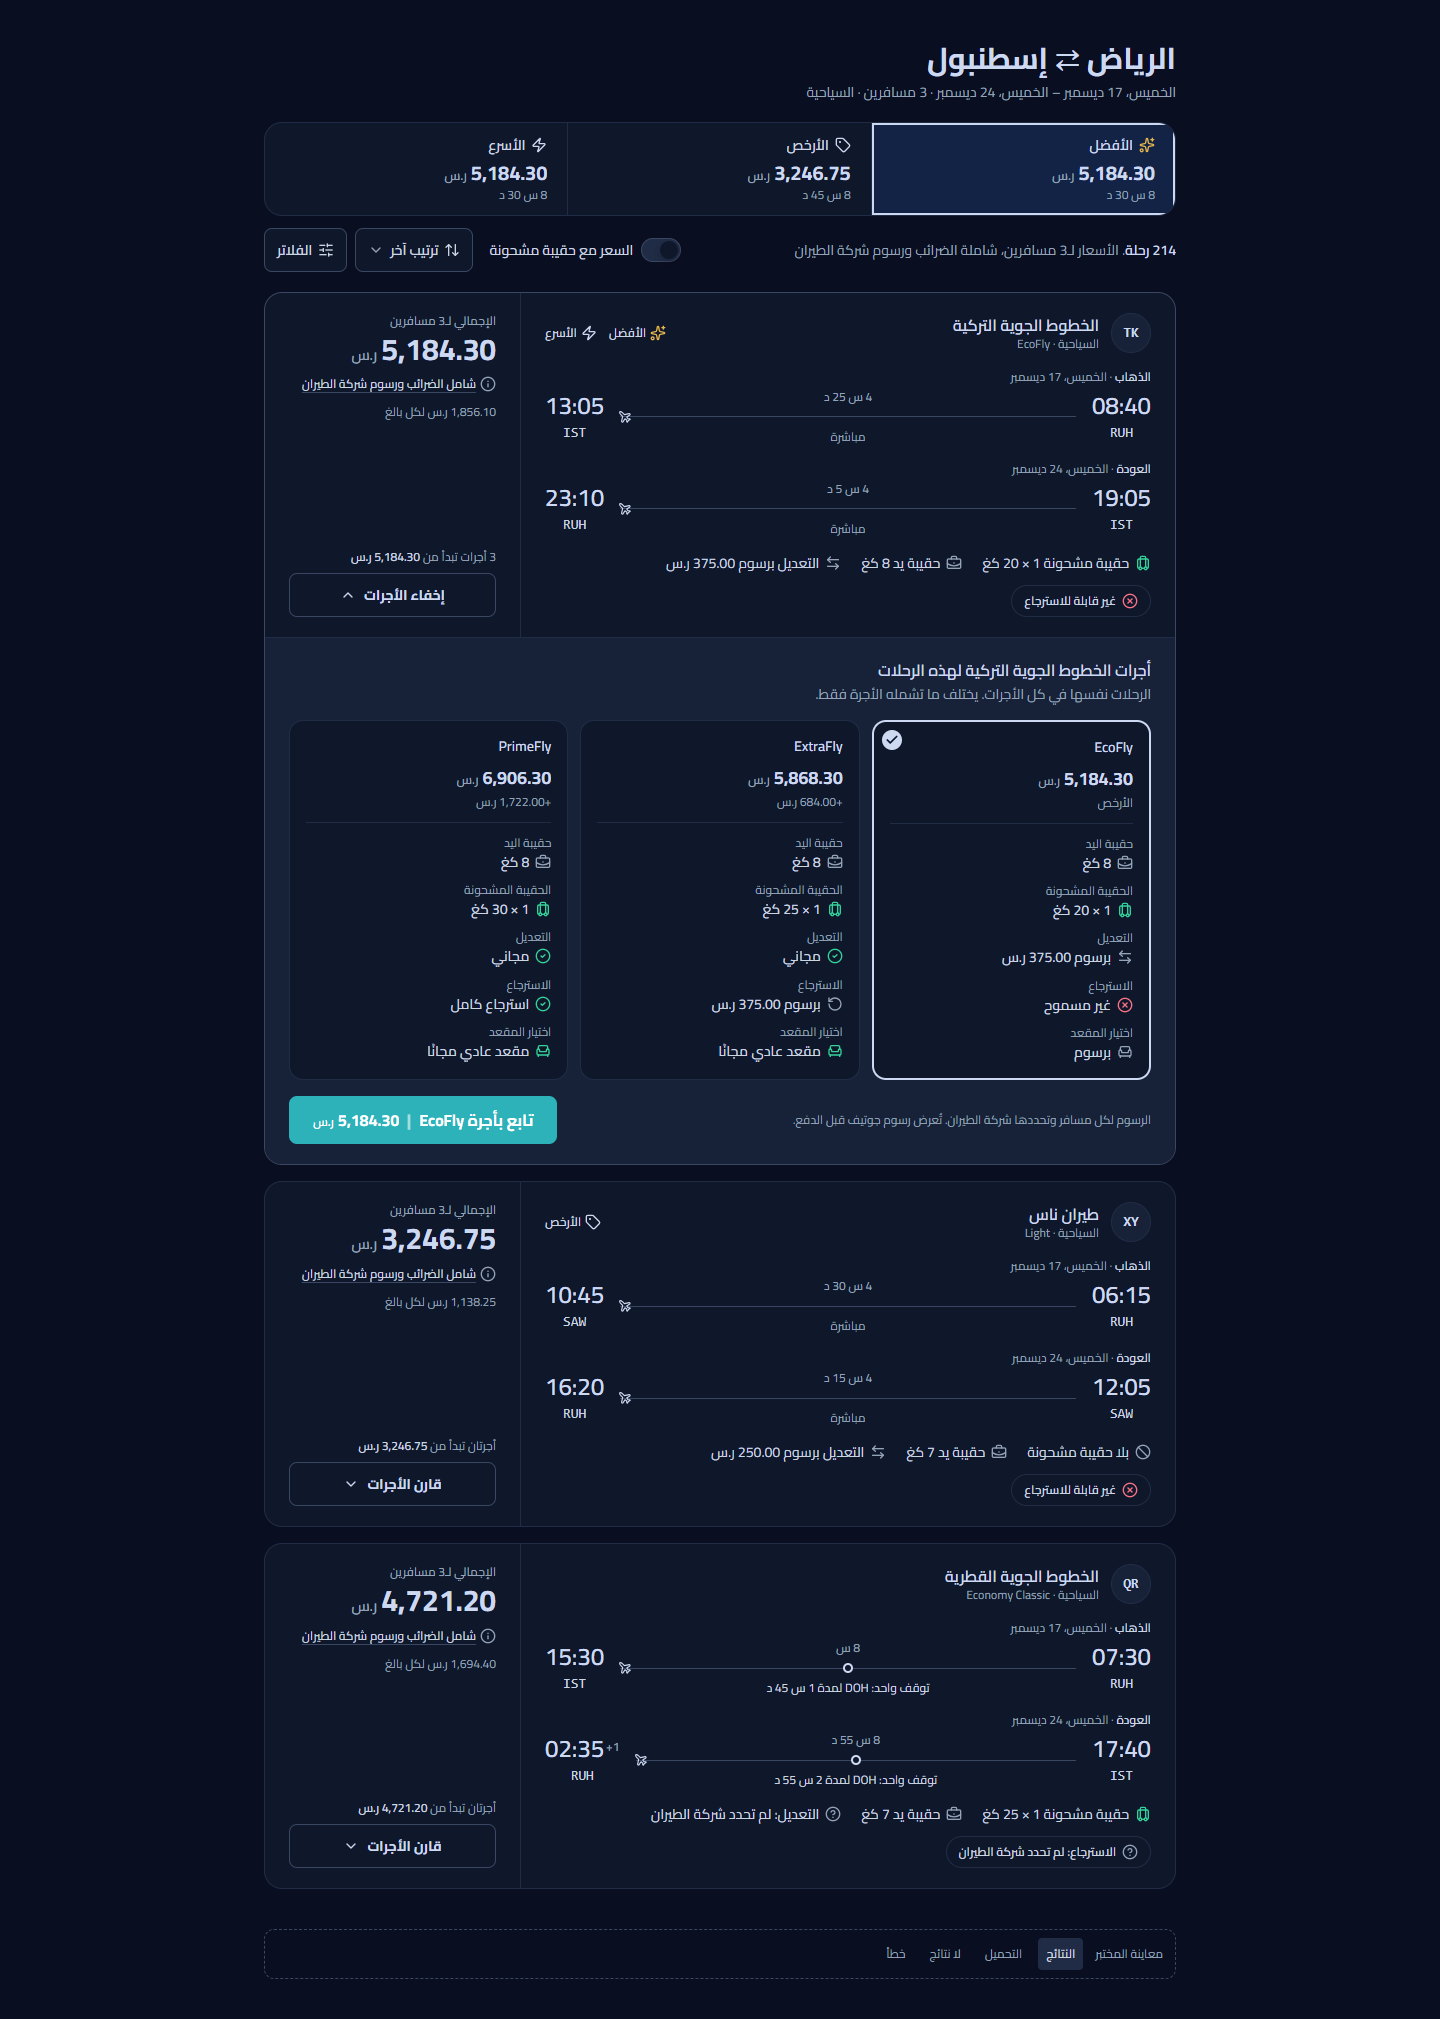 الرياض ⇄ إسطنبول
الخميس، 17 ديسمبر – الخميس، 24 ديسمبر · 3 مسافرين · السياحية
الأفضل
5,184.30 ر.س
8 س 30 د
الأرخص
3,246.75 ر.س
8 س 45 د
الأسرع
5,184.30 ر.س
8 س 30 د
214 رحلة. الأسعار لـ3 مسافرين، شاملة الضرائب ورسوم شركة الطيران
السعر مع حقيبة مشحونة
ترتيب آخر
الفلاتر
TK
الخطوط الجوية التركية
السياحية · EcoFly
الأفضل
الأسرع
الذهاب · الخميس، 17 ديسمبر
08:40
RUH
4 س 25 د
مباشرة
13:05
IST
العودة · الخميس، 24 ديسمبر
19:05
IST
4 س 5 د
مباشرة
23:10
RUH
حقيبة مشحونة 1 × 20 كغ
حقيبة يد 8 كغ
التعديل برسوم 375.00 ر.س
غير قابلة للاسترجاع
الإجمالي لـ3 مسافرين
5,184.30 ر.س
شامل الضرائب ورسوم شركة الطيران
1,856.10 ر.س لكل بالغ
3 أجرات تبدأ من 5,184.30 ر.س
إخفاء الأجرات
أجرات الخطوط الجوية التركية لهذه الرحلات
الرحلات نفسها في كل الأجرات. يختلف ما تشمله الأجرة فقط.
EcoFly
5,184.30 ر.س
الأرخص
حقيبة اليد
8 كغ
الحقيبة المشحونة
1 × 20 كغ
التعديل
برسوم 375.00 ر.س
الاسترجاع
غير مسموح
اختيار المقعد
برسوم
ExtraFly
5,868.30 ر.س
+684.00 ر.س
حقيبة اليد
8 كغ
الحقيبة المشحونة
1 × 25 كغ
التعديل
مجاني
الاسترجاع
برسوم 375.00 ر.س
اختيار المقعد
مقعد عادي مجانًا
PrimeFly
6,906.30 ر.س
+1,722.00 ر.س
حقيبة اليد
8 كغ
الحقيبة المشحونة
1 × 30 كغ
التعديل
مجاني
الاسترجاع
استرجاع كامل
اختيار المقعد
مقعد عادي مجانًا
الرسوم لكل مسافر وتحددها شركة الطيران. تُعرض رسوم جوتيف قبل الدفع.
تابع بأجرة EcoFly | 5,184.30 ر.س
XY
طيران ناس
السياحية · Light
الأرخص
الذهاب · الخميس، 17 ديسمبر
06:15
RUH
4 س 30 د
مباشرة
10:45
SAW
العودة · الخميس، 24 ديسمبر
12:05
SAW
4 س 15 د
مباشرة
16:20
RUH
بلا حقيبة مشحونة
حقيبة يد 7 كغ
التعديل برسوم 250.00 ر.س
غير قابلة للاسترجاع
الإجمالي لـ3 مسافرين
3,246.75 ر.س
شامل الضرائب ورسوم شركة الطيران
1,138.25 ر.س لكل بالغ
أجرتان تبدأ من 3,246.75 ر.س
قارن الأجرات
QR
الخطوط الجوية القطرية
السياحية · Economy Classic
الذهاب · الخميس، 17 ديسمبر
07:30
RUH
8 س
توقف واحد: DOH لمدة 1 س 45 د
15:30
IST
العودة · الخميس، 24 ديسمبر
17:40
IST
8 س 55 د
توقف واحد: DOH لمدة 2 س 55 د
02:35 +1
RUH
حقيبة مشحونة 1 × 25 كغ
حقيبة يد 7 كغ
التعديل: لم تحدد شركة الطيران
الاسترجاع: لم تحدد شركة الطيران
الإجمالي لـ3 مسافرين
4,721.20 ر.س
شامل الضرائب ورسوم شركة الطيران
1,694.40 ر.س لكل بالغ
أجرتان تبدأ من 4,721.20 ر.س
قارن الأجرات
معاينة المختبر
النتائج
التحميل
لا نتائج
خطأ